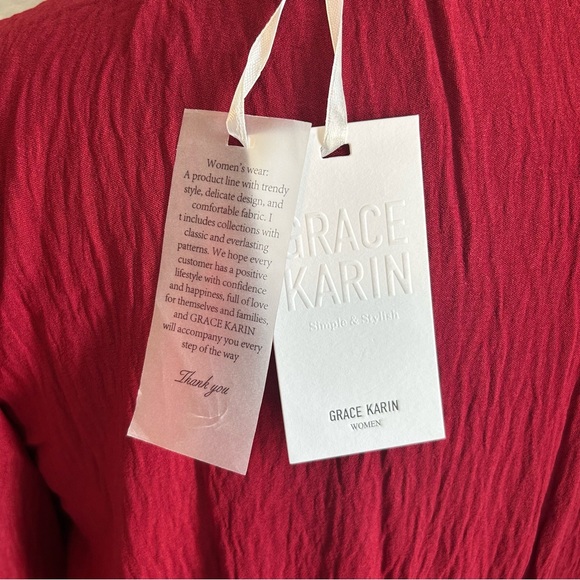 Women's wear:
A product line with trendy
style, delicate design, and
comfortable fabric. I
t includes collections with
classic and everlasting
patterns. We hope every
customer has a positive
lifestyle with confidence
and happiness, full of love
for themselves and families,
and GRACE KARIN
will accompany you every
step of the way
Thank you
GRACE
KARIN
Simple & Stylish
GRACE KARIN
WOMEN